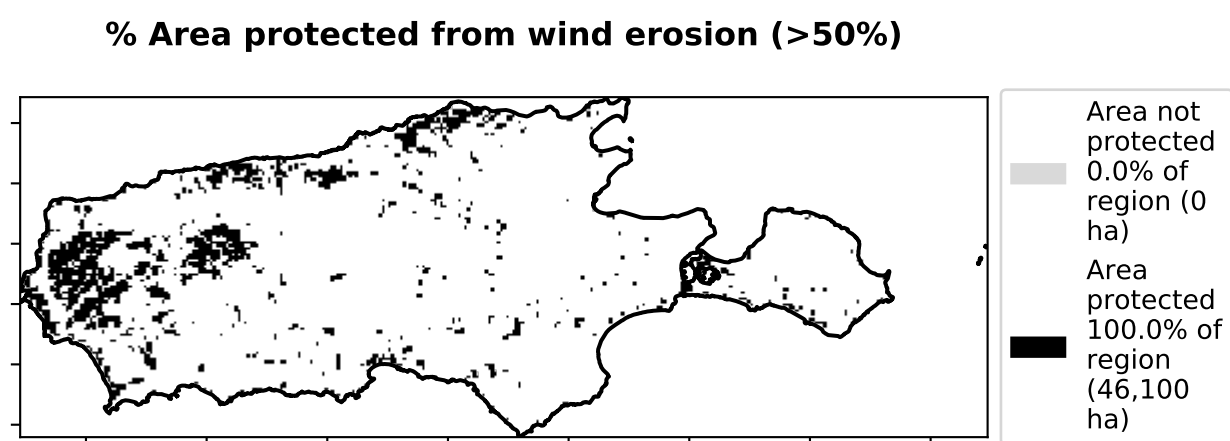 % Area protected from wind erosion (>50%)
Area not
protected
0.0% of
region (0
ha)
Area
protected
100.0% of
region
(46,100
ha)